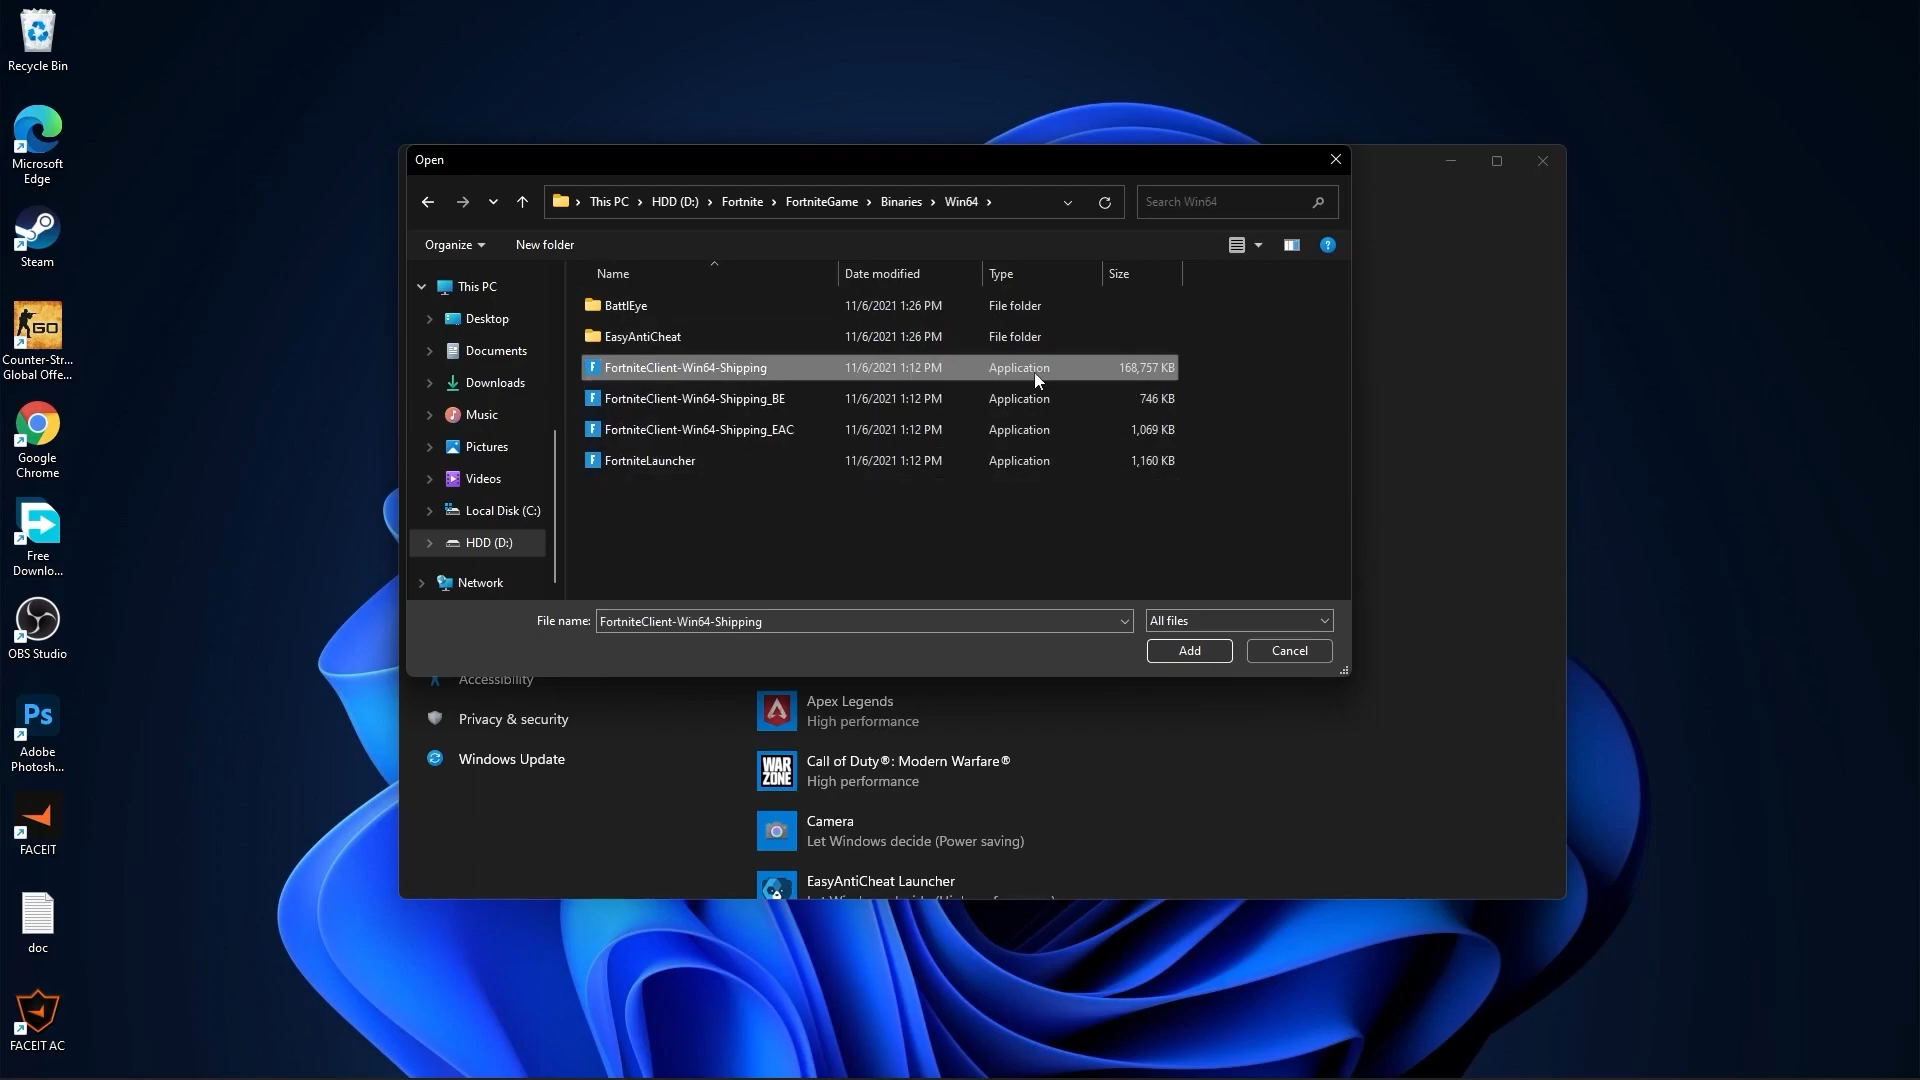 Recycle Bin
Microsoft
Edge
Steam
Counter-Str...
Global Offe...
Google
Chrome
Free
Downlo...
OBS Studio
Ps
Adobe
Photosh...
FACEIT
doc
FACEIT AC
Open
This PC > HDD (D:) > Fortnite > FortniteGame > Binaries > Win64 >
Search Win64
Organize
New folder
Name
Date modified
Type
Size
This PC
Desktop
Documents
Downloads
Music
Pictures
Videos
Local Disk (C:)
HDD (D:)
Network
BattlEye 11/6/2021 1:26 PM File folder
EasyAntiCheat 11/6/2021 1:26 PM File folder
FortniteClient-Win64-Shipping 11/6/2021 1:12 PM Application 168,757 KB
FortniteClient-Win64-Shipping_BE 11/6/2021 1:12 PM Application 746 KB
FortniteClient-Win64-Shipping_EAC 11/6/2021 1:12 PM Application 1,069 KB
FortniteLauncher 11/6/2021 1:12 PM Application 1,160 KB
File name: FortniteClient-Win64-Shipping
All files
Add
Cancel
Accessibility
Privacy & security
Windows Update
Apex Legends
High performance
WAR
ZONE
Call of Duty®: Modern Warfare®
High performance
Camera
Let Windows decide (Power saving)
EasyAntiCheat Launcher